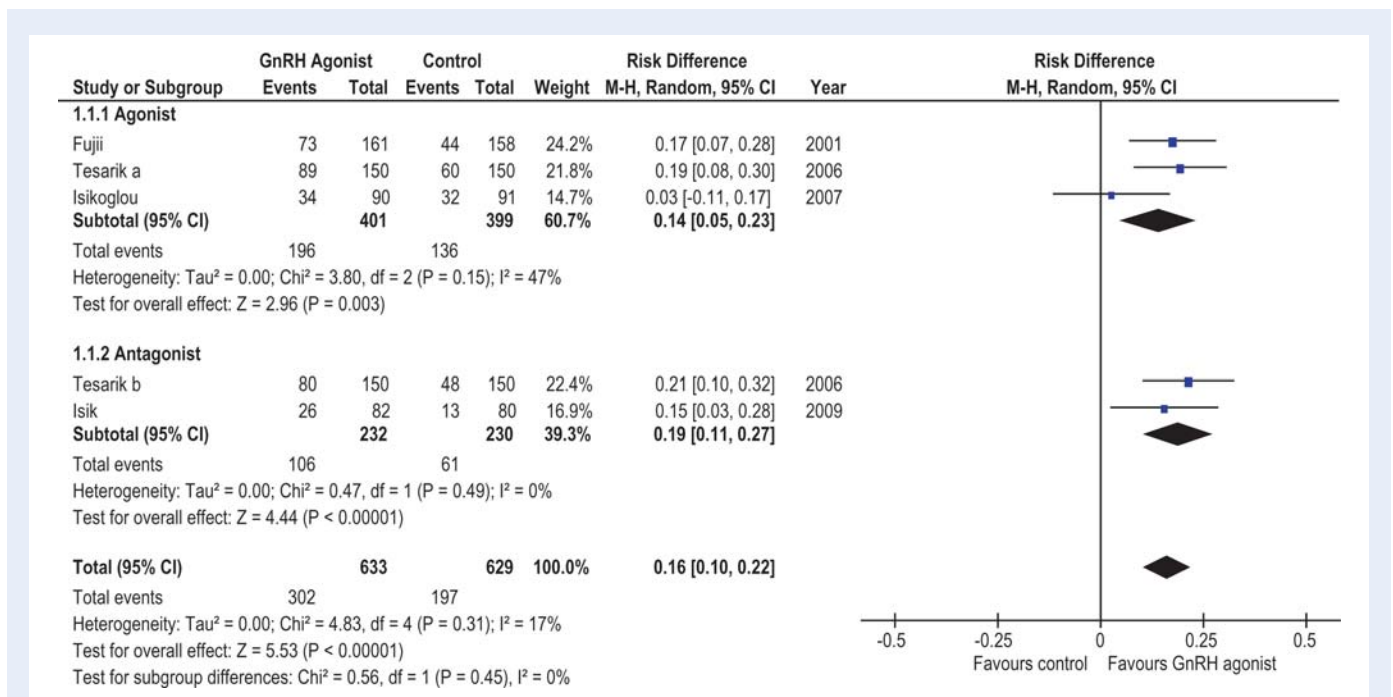 GnRH Agonist Control Risk Difference Risk Difference
Study or Subgroup Events Total Events Total Weight M-H, Random, 95% CI Year M-H, Random, 95% CI
1.1.1 Agonist
Fujii 73 161 44 158 24.2% 0.17 [0.07, 0.28] 2001
Tesarik a 89 150 60 150 21.8% 0.19 [0.08, 0.30] 2006
Isikoglou 34 90 32 91 14.7% 0.03 [-0.11, 0.17] 2007
Subtotal (95% CI) 401 399 60.7% 0.14 [0.05, 0.23]
Total events 196 136
Heterogeneity: Tau² = 0.00; Chi² = 3.80, df = 2 (P = 0.15); I² = 47%
Test for overall effect: Z = 2.96 (P = 0.003)
1.1.2 Antagonist
Tesarik b 80 150 48 150 22.4% 0.21 [0.10, 0.32] 2006
Isik 26 82 13 80 16.9% 0.15 [0.03, 0.28] 2009
Subtotal (95% CI) 232 230 39.3% 0.19 [0.11, 0.27]
Total events 106 61
Heterogeneity: Tau² = 0.00; Chi² = 0.47, df = 1 (P = 0.49); I² = 0%
Test for overall effect: Z = 4.44 (P < 0.00001)
Total (95% CI) 633 629 100.0% 0.16 [0.10, 0.22]
Total events 302 197
Heterogeneity: Tau² = 0.00; Chi² = 4.83, df = 4 (P = 0.31); I² = 17%
Test for overall effect: Z = 5.53 (P < 0.00001)
Test for subgroup differences: Chi² = 0.56, df = 1 (P = 0.45), I² = 0%
-0.5 -0.25 0 0.25 0.5
Favours control Favours GnRH agonist